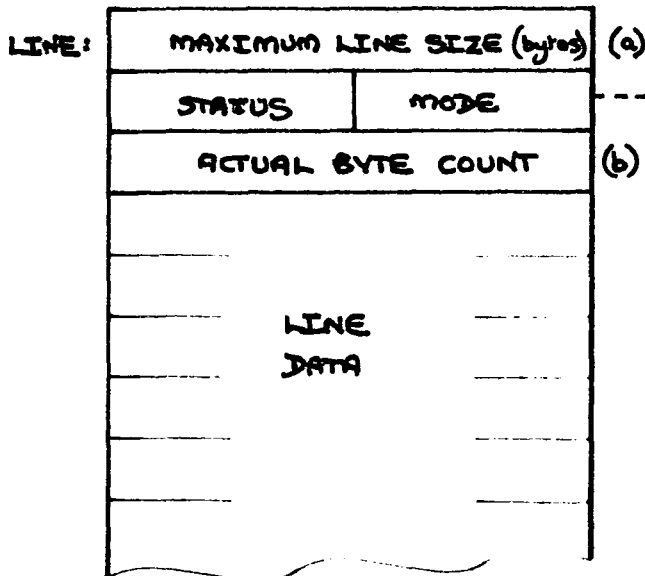 LINE: MAXIMUM LINE SIZE (bytes) (a)
STATUS MODE
ACTUAL BYTE COUNT (b)
LINE
DATA